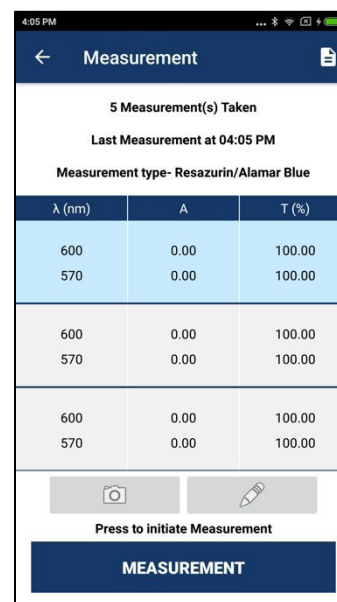 4:05 PM
Measurement
5 Measurement(s) Taken
Last Measurement at 04:05 PM
Measurement type- Resazurin/Alamar Blue
λ (nm) A T (%)
600 0.00 100.00
570 0.00 100.00
600 0.00 100.00
570 0.00 100.00
600 0.00 100.00
570 0.00 100.00
Press to initiate Measurement
MEASUREMENT